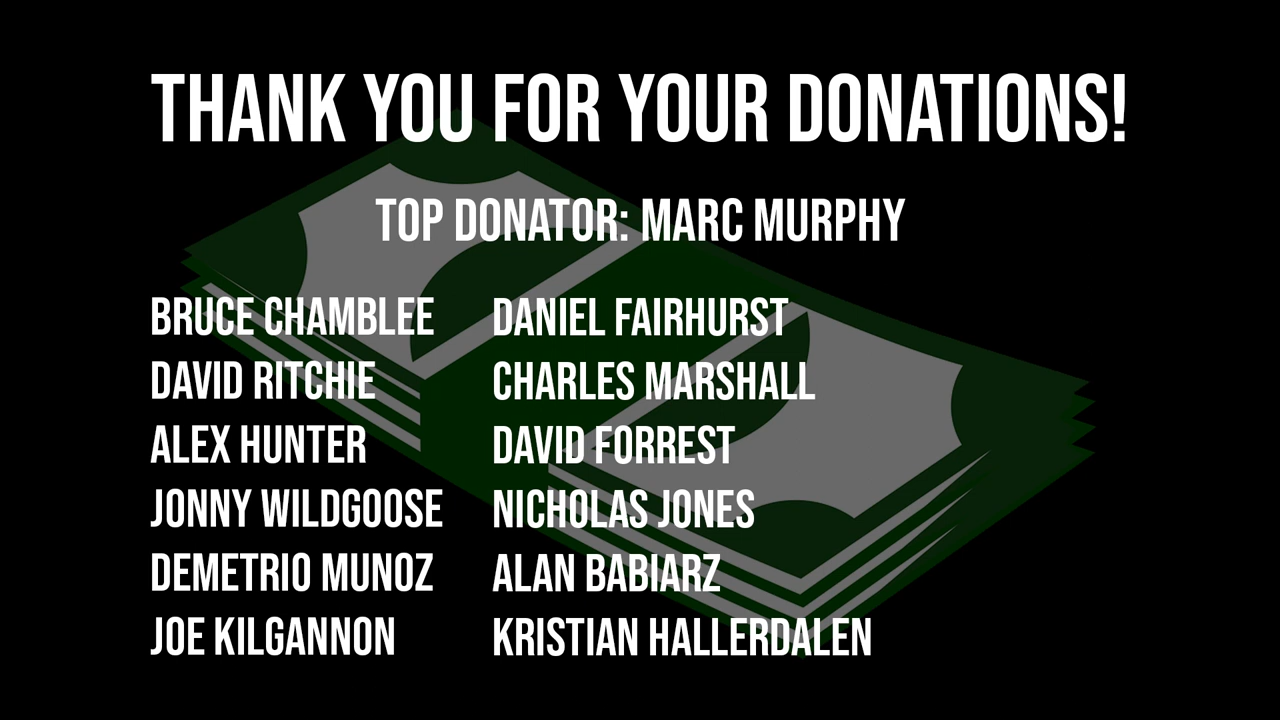 THANK YOU FOR YOUR DONATIONS!
TOP DONATOR: MARC MURPHY
BRUCE CHAMBLEE
DAVID RITCHIE
ALEX HUNTER
JONNY WILDGOOSE
DEMETRIO MUNOZ
JOE KILGANNON
DANIEL FAIRHURST
CHARLES MARSHALL
DAVID FORREST
NICHOLAS JONES
ALAN BABIARZ
KRISTIAN HALLERDALEN